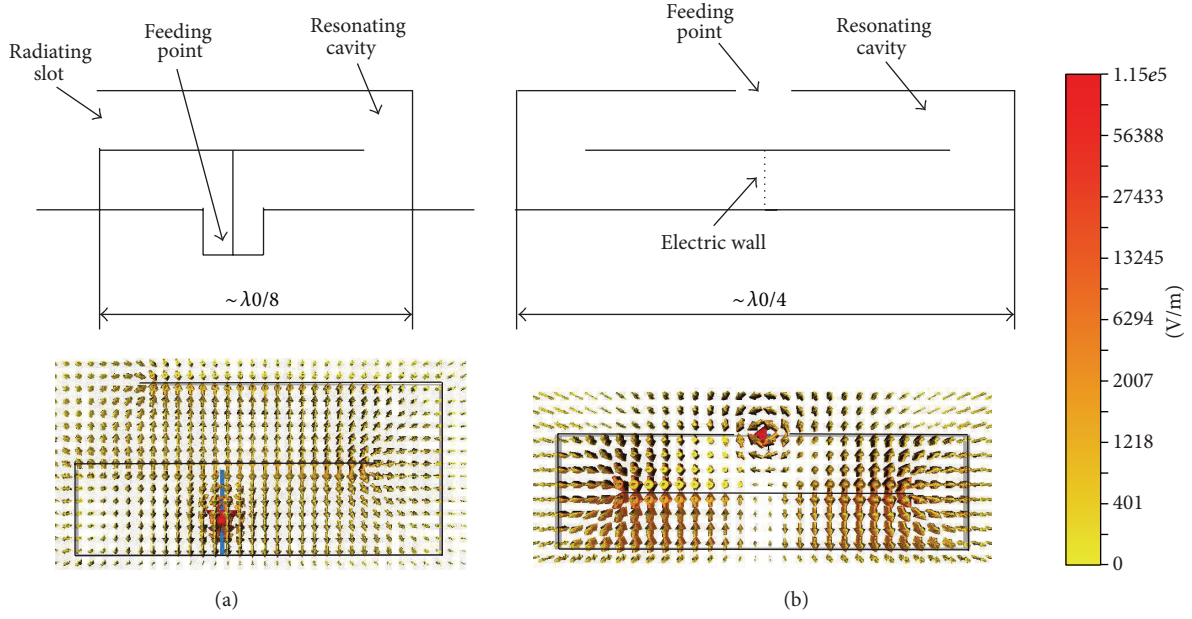 Radiating
slot
Feeding
point
Resonating
cavity
~λ0/8
Feeding
point
Resonating
cavity
Electric wall
~λ0/4
1.15e5
56388
27433
13245
6294
2007
1218
401
0
(V/m)
(a)
(b)